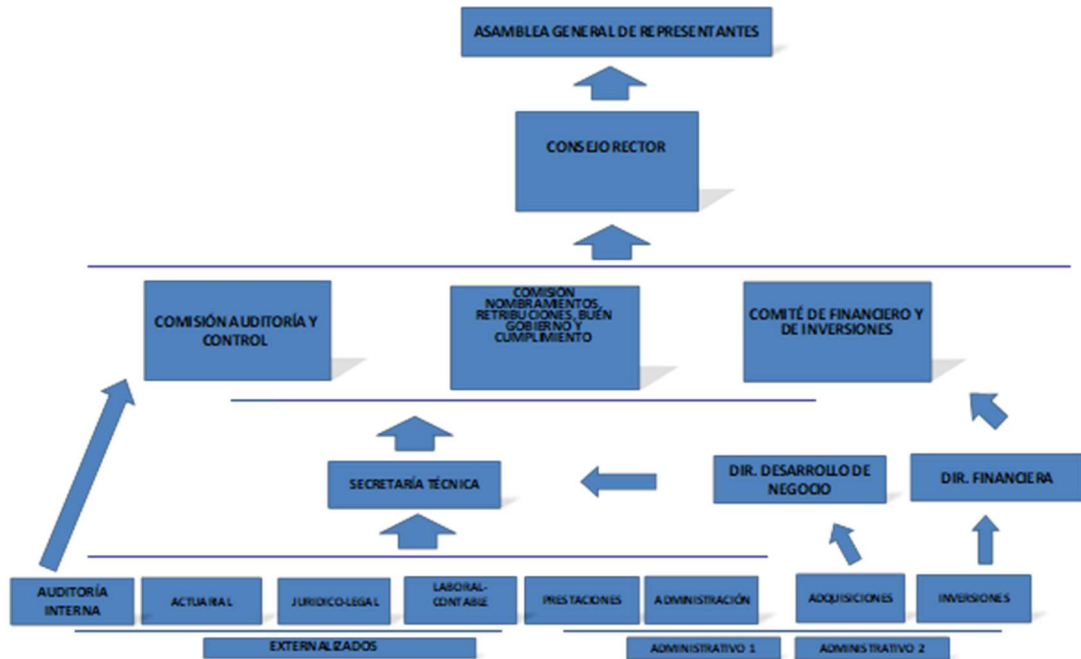 ASAMBLEA GENERAL DE REPRESENTANTES
CONSEJO RECTOR
COMISIÓN AUDITORÍA Y
CONTROL
COMISIÓN
NOMBRAMIENTOS,
RETRIBUCIONES, BUEN
GOBIERNO Y
CUMPLIMIENTO
COMITÉ DE FINANCIERO Y
DE INVERSIONES
SECRETARÍA TÉCNICA
DIR. DESARROLLO DE
NEGOCIO
DIR. FINANCIERA
AUDITORÍA
INTERNA
ACTUARIAL
JURIDICO-LEGAL
LABORAL-
CONTABLE
PRESTACIONES
ADMINISTRACIÓN
ADQUISICIONES
INVERSIONES
EXTERNALIZADOS
ADMINISTRATIVO 1
ADMINISTRATIVO 2